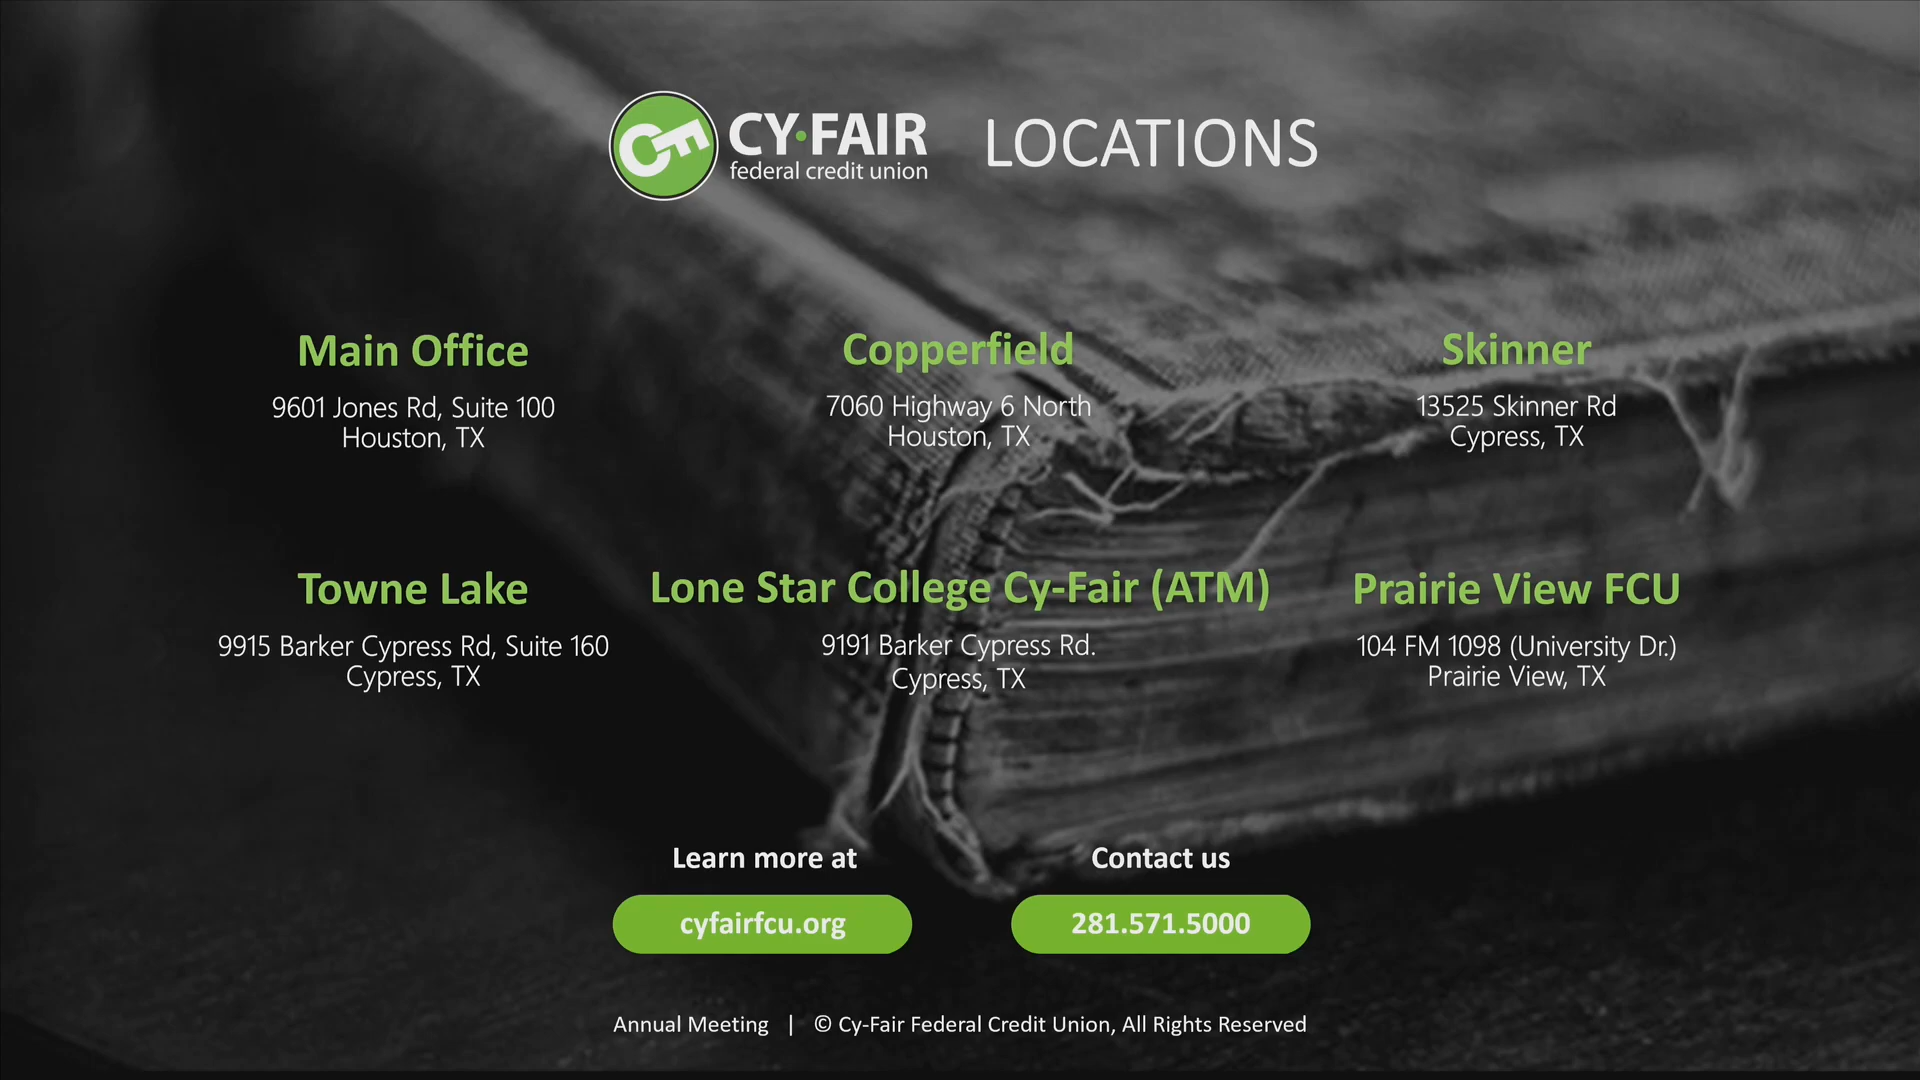 CF CY·FAIR LOCATIONS
federal credit union
Main Office
9601 Jones Rd, Suite 100
Houston, TX
Copperfield
7060 Highway 6 North
Houston, TX
Skinner
13525 Skinner Rd
Cypress, TX
Towne Lake
9915 Barker Cypress Rd, Suite 160
Cypress, TX
Lone Star College Cy-Fair (ATM)
9191 Barker Cypress Rd.
Cypress, TX
Prairie View FCU
104 FM 1098 (University Dr.)
Prairie View, TX
Learn more at
cyfairfcu.org
Contact us
281.571.5000
Annual Meeting | © Cy-Fair Federal Credit Union, All Rights Reserved